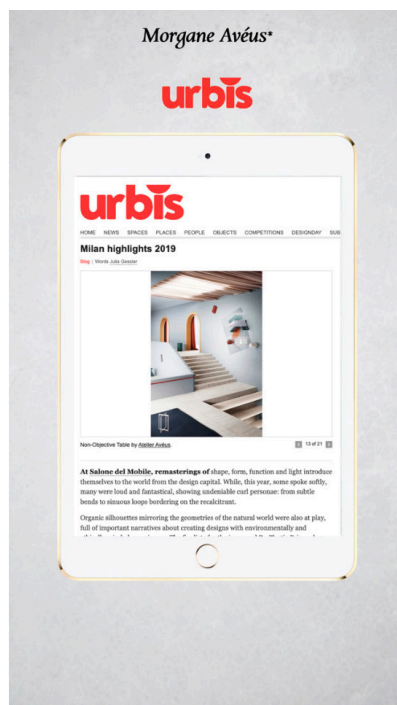 Morgane Avéus*
urbis
urbis
HOME NEWS SPACES PLACES PEOPLE OBJECTS COMPETITIONS DESIGNDAY SUB
Milan highlights 2019
Blog | Words Julia Gessler
Non-Objective Table by Atelier Avéus.
13 of 21
At Salone del Mobile, remasterings of shape, form, function and light introduce
themselves to the world from the design capital. While, this year, some spoke softly,
many were loud and fantastical, showing undeniable curl personae: from subtle
bends to sinuous loops bordering on the recalcitrant.
Organic silhouettes mirroring the geometries of the natural world were also at play,
full of important narratives about creating designs with environmentally and